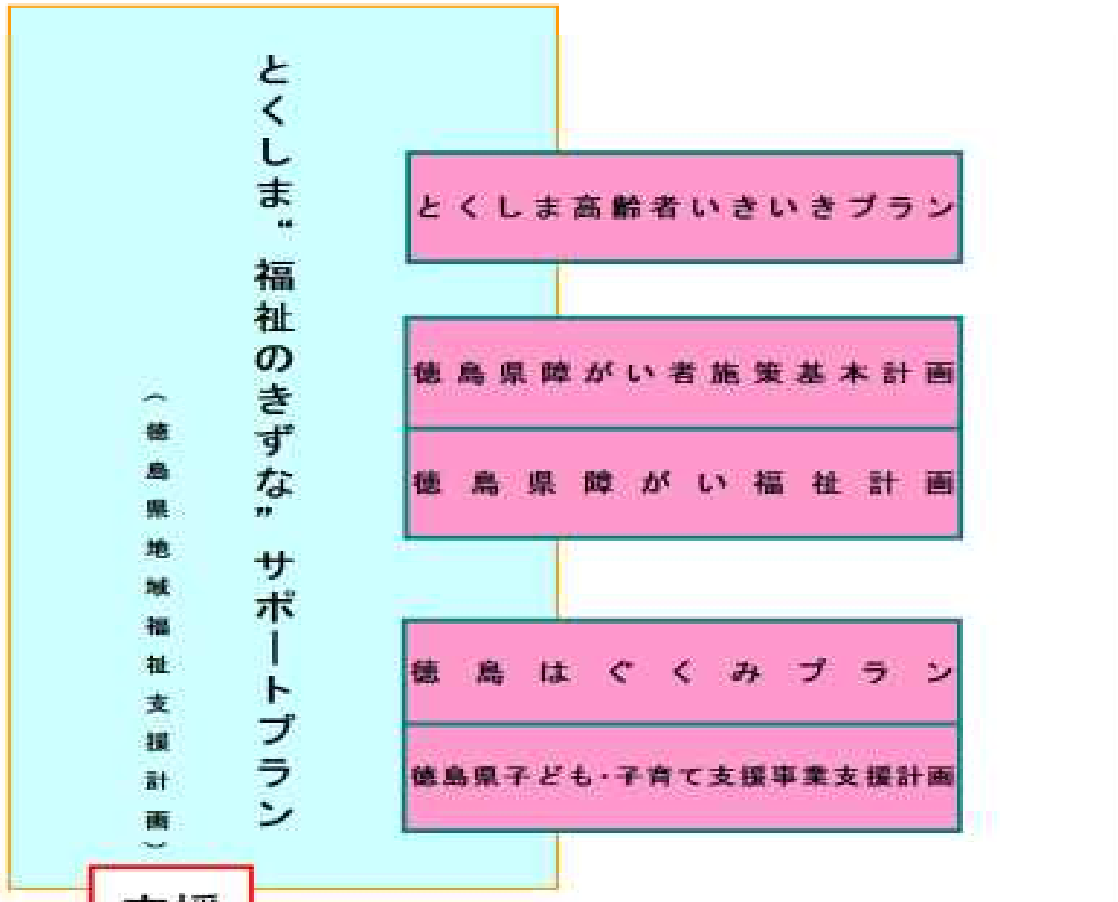 とくしま“福祉のきずな”サポートプラン
（徳島県地域福祉支援計画）
とくしま高齢者いきいきプラン
徳島県障がい者施策基本計画
徳島県障がい福祉計画
徳島はぐくみプラン
徳島県子ども・子育て支援事業支援計画